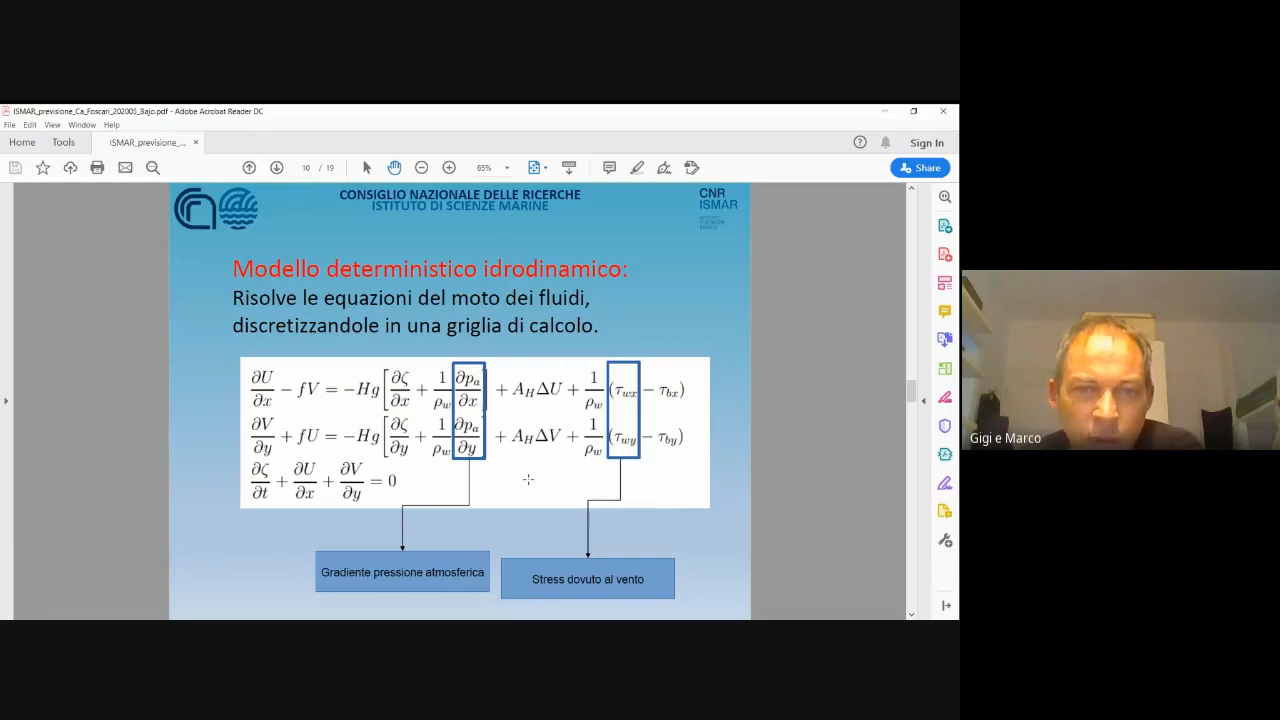 ISMAR_previsione_Ca_Foscari_202005_Bajo.pdf - Adobe Acrobat Reader DC
File Edit View Window Help
Home Tools ISMAR_previsione_... × Sign In
10 / 19 85% Share
CONSIGLIO NAZIONALE DELLE RICERCHE
ISTITUTO DI SCIENZE MARINE
CNR
ISMAR
Modello deterministico idrodinamico:
Risolve le equazioni del moto dei fluidi,
discretizzandole in una griglia di calcolo.
∂U/∂x − fV = −Hg[∂ζ/∂x + 1/ρw ∂pa/∂x] + A_HΔU + 1/ρw (τwx − τbx)
∂V/∂y + fU = −Hg[∂ζ/∂y + 1/ρw ∂pa/∂y] + A_HΔV + 1/ρw (τwy − τby)
∂ζ/∂t + ∂U/∂x + ∂V/∂y = 0
Gradiente pressione atmosferica
Stress dovuto al vento
Gigi e Marco